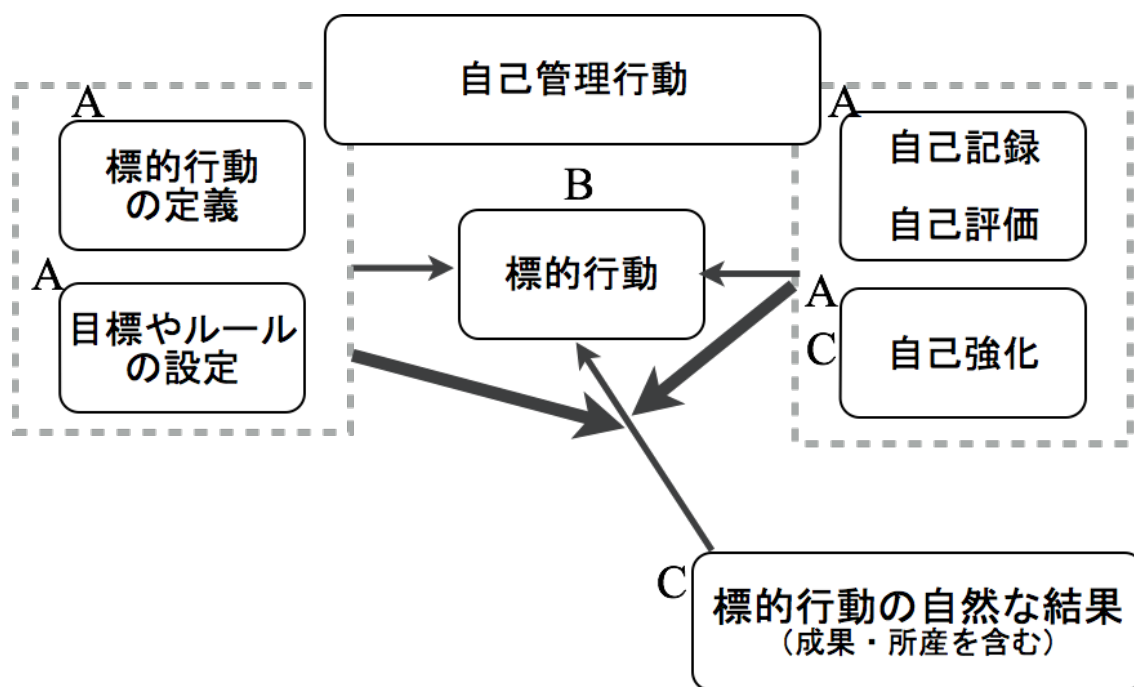 自己管理行動
A
標的行動
の定義
A
目標やルール
の設定
B
標的行動
A
自己記録
自己評価
A
C
自己強化
C
標的行動の自然な結果
（成果・所産を含む）